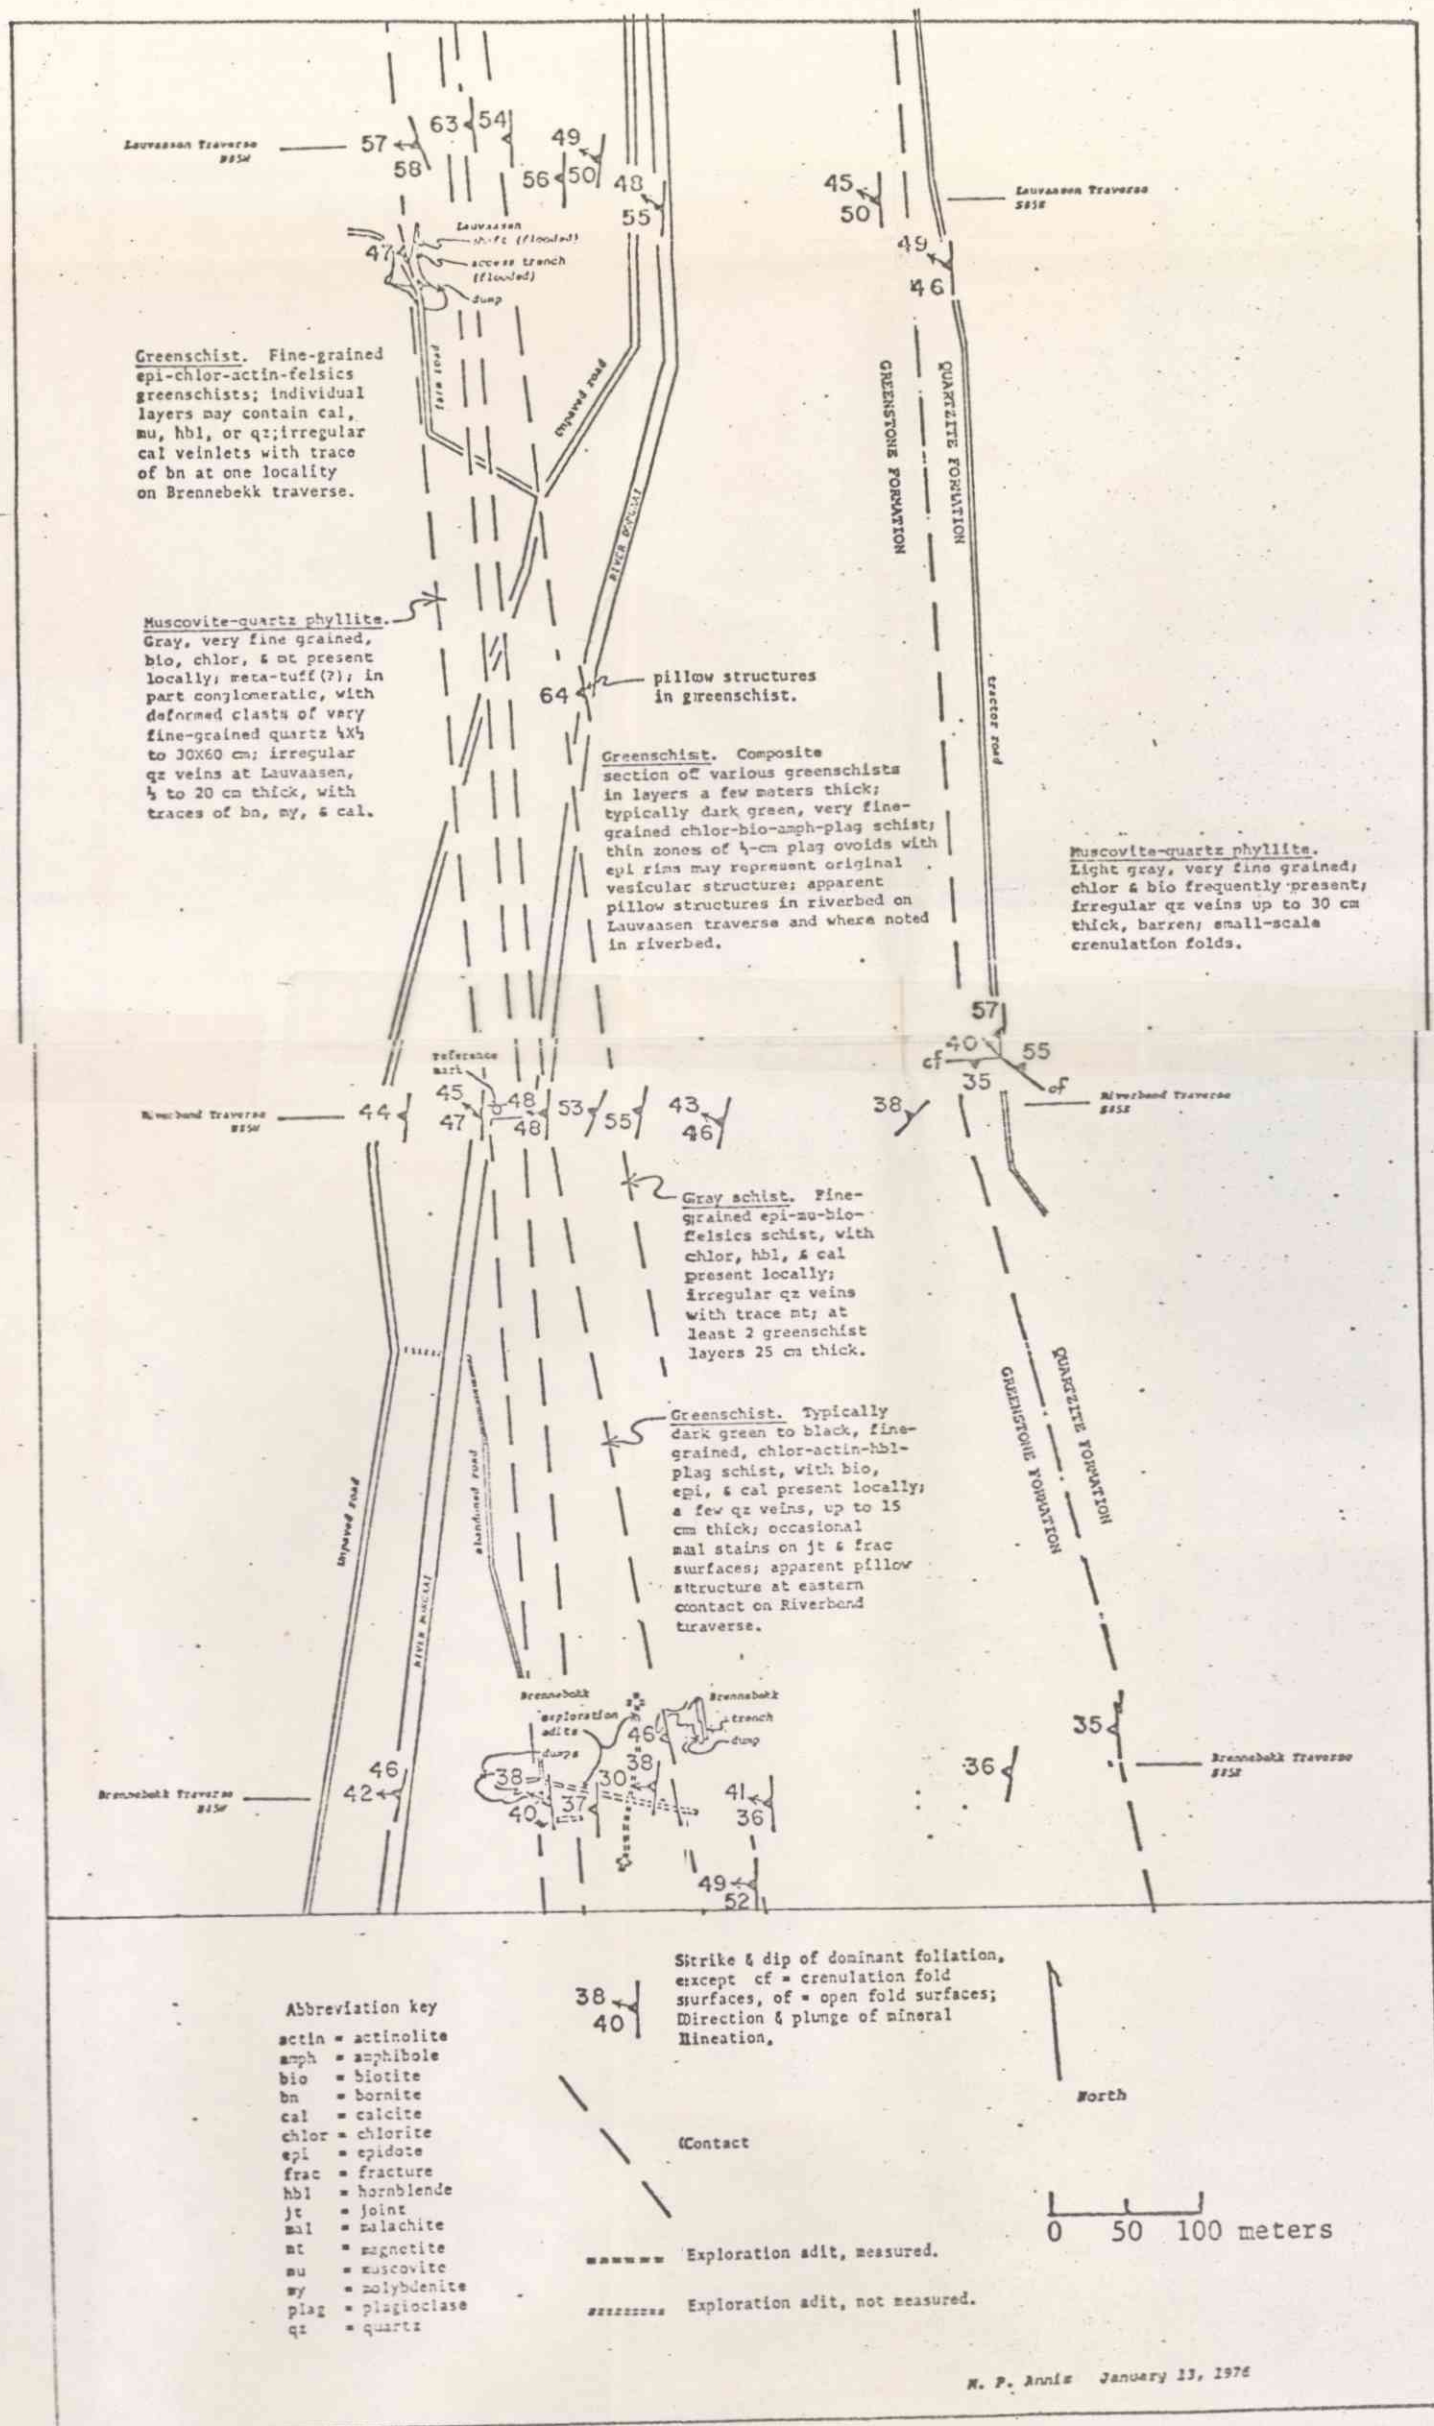 Lauvaasen Traverse
N85W
57
58
63
54
56
49
50
48
55
45
50
Lauvaasen Traverse
S85E
49
46
47
Lauvaasen
shaft (flooded)
access trench
(flooded)
dump
farm road
unpaved road
RIVER
GREENSTONE FORMATION
QUARTZITE FORMATION
tractor road
Greenschist. Fine-grained
epi-chlor-actin-felsics
greenschists; individual
layers may contain cal,
mu, hbl, or qz;irregular
cal veinlets with trace
of bn at one locality
on Brennebekk traverse.
Muscovite-quartz phyllite.
Gray, very fine grained,
bio, chlor, & mt present
locally; meta-tuff(?); in
part conglomeratic, with
deformed clasts of very
fine-grained quartz ½X½
to 30X60 cm; irregular
qz veins at Lauvaasen,
½ to 20 cm thick, with
traces of bn, my, & cal.
64
pillow structures
in greenschist.
Greenschist. Composite
section of various greenschists
in layers a few meters thick;
typically dark green, very fine-
grained chlor-bio-amph-plag schist;
thin zones of ½-cm plag ovoids with
epi rims may represent original
vesicular structure; apparent
pillow structures in riverbed on
Lauvaasen traverse and where noted
in riverbed.
Muscovite-quartz phyllite.
Light gray, very fine grained;
chlor & bio frequently present;
irregular qz veins up to 30 cm
thick, barren; small-scale
crenulation folds.
57
40
cf
55
35
of
reference
mark
Riverbend Traverse
N85W
44
45
47
48
48
53
55
43
46
38
Riverbend Traverse
S85E
Gray schist. Fine-
grained epi-mu-bio-
felsics schist, with
chlor, hbl, & cal
present locally;
irregular qz veins
with trace mt; at
least 2 greenschist
layers 25 cm thick.
Greenschist. Typically
dark green to black, fine-
grained, chlor-actin-hbl-
plag schist, with bio,
epi, & cal present locally;
a few qz veins, up to 15
cm thick; occasional
mal stains on jt & frac
surfaces; apparent pillow
structure at eastern
contact on Riverbend
traverse.
unpaved road
RIVER
abandoned road
QUARTZITE FORMATION
GREENSTONE FORMATION
Brennebekk
exploration
adits
dumps
Brennebekk
trench
dump
46
38
30
38
40
37
41
36
49
52
36
35
Brennebekk Traverse
N85W
46
42
Brennebekk Traverse
S85E
Abbreviation key
actin = actinolite
amph = amphibole
bio = biotite
bn = bornite
cal = calcite
chlor = chlorite
epi = epidote
frac = fracture
hbl = hornblende
jt = joint
mal = malachite
mt = magnetite
mu = muscovite
my = molybdenite
plag = plagioclase
qz = quartz
38
40
Strike & dip of dominant foliation,
except cf = crenulation fold
surfaces, of = open fold surfaces;
Direction & plunge of mineral
lineation.
Contact
Exploration adit, measured.
Exploration adit, not measured.
North
0 50 100 meters
M. P. Annis January 13, 1976